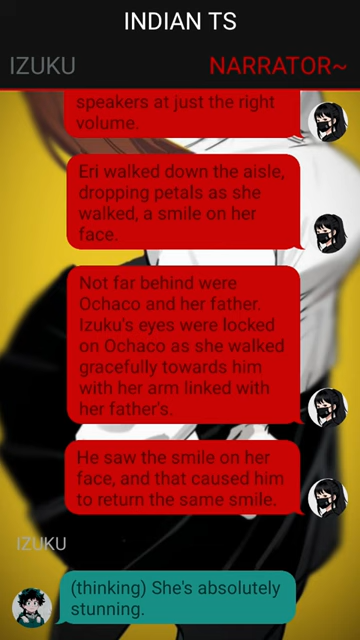 INDIAN TS
IZUKU
NARRATOR~
speakers at just the right
volume.
Eri walked down the aisle,
dropping petals as she
walked, a smile on her
face.
Not far behind were
Ochaco and her father.
Izuku's eyes were locked
on Ochaco as she walked
gracefully towards him
with her arm linked with
her father's.
He saw the smile on her
face, and that caused him
to return the same smile.
IZUKU
(thinking) She's absolutely
stunning.